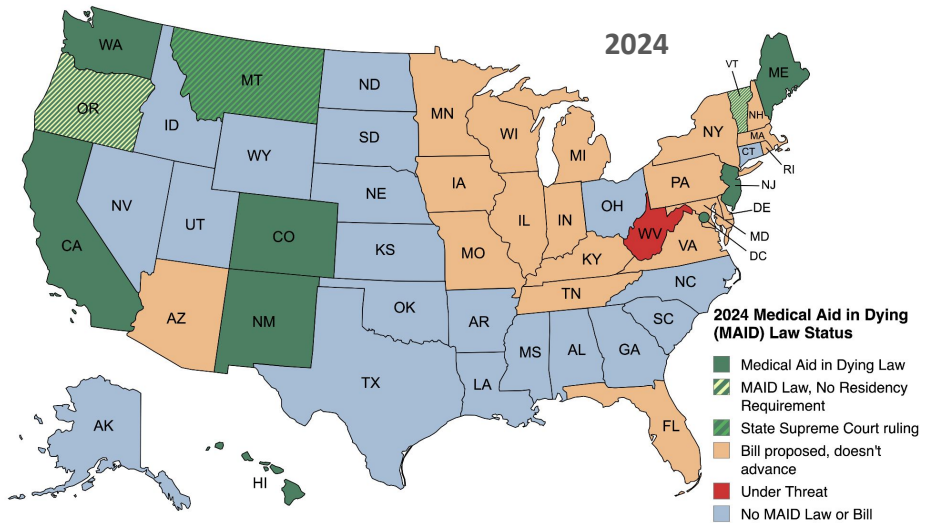 2024
WA
MT
ND
MN
VT
ME
OR
ID
SD
WI
MI
NY
NH
MA
CT
RI
WY
IA
PA
NJ
NV
UT
NE
IL
IN
OH
DE
CO
KS
MO
WV
VA
MD
DC
CA
KY
AZ
NM
OK
AR
TN
NC
SC
MS
AL
GA
TX
LA
FL
AK
HI
2024 Medical Aid in Dying
(MAID) Law Status
Medical Aid in Dying Law
MAID Law, No Residency
Requirement
State Supreme Court ruling
Bill proposed, doesn't
advance
Under Threat
No MAID Law or Bill